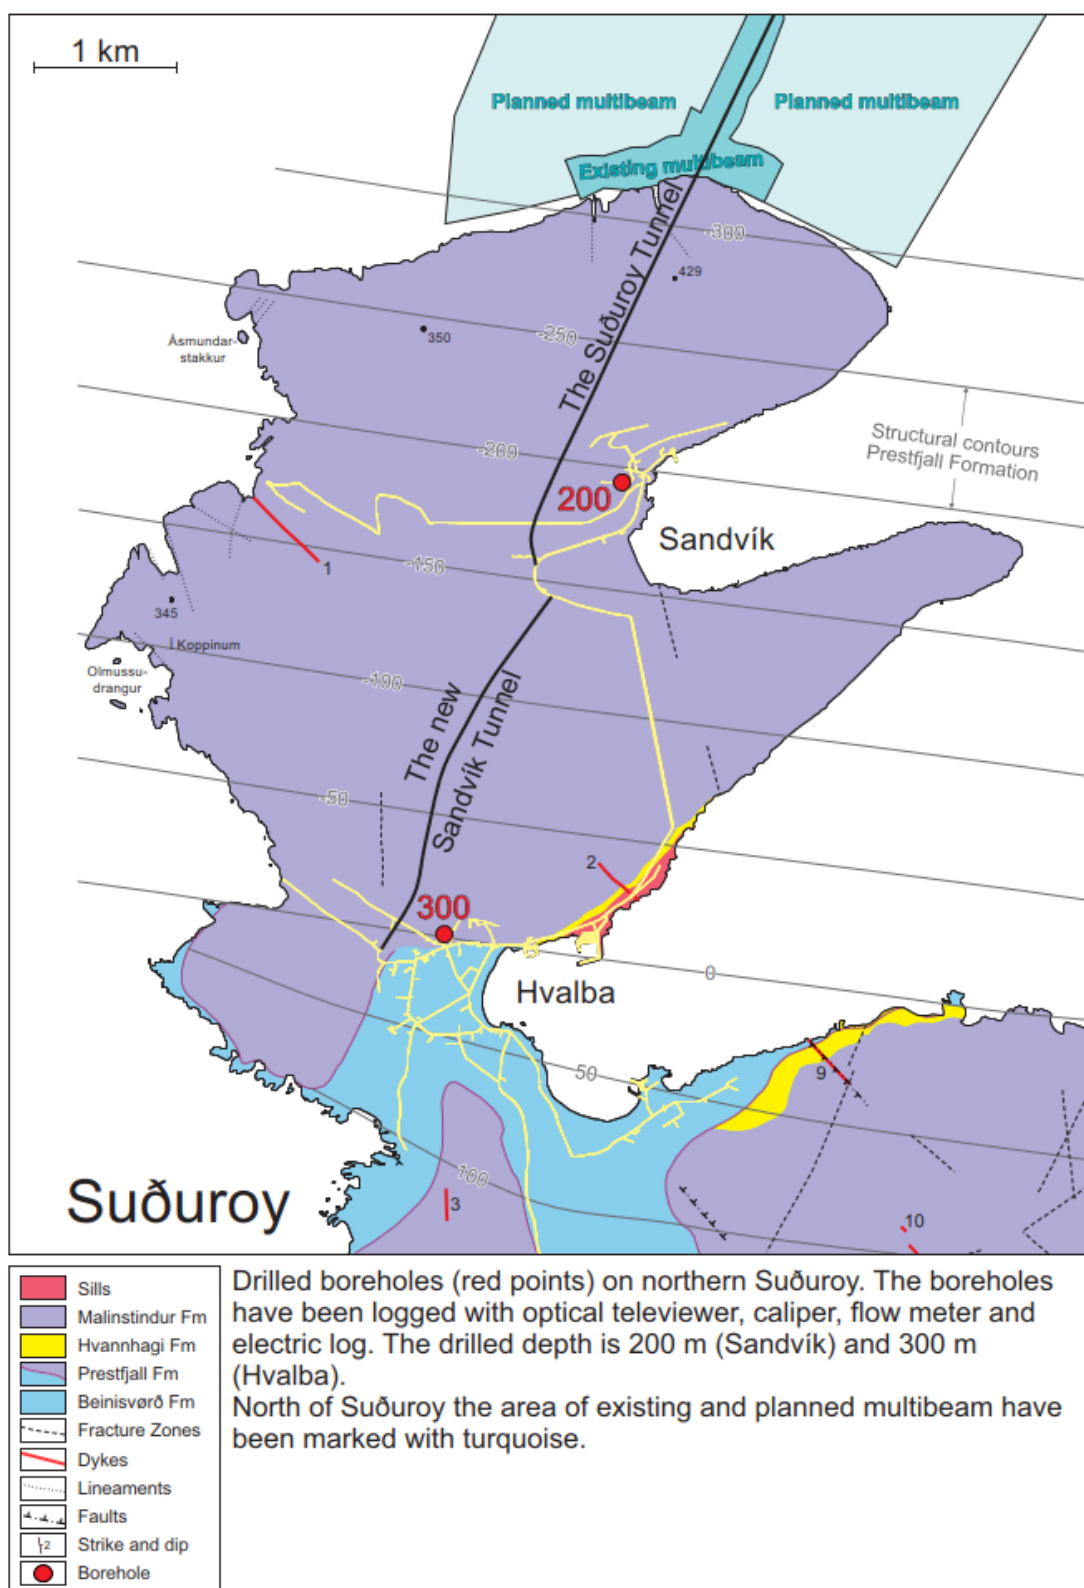 1 km
Planned multibeam
Planned multibeam
Existing multibeam
-300
429
The Suðuroy Tunnel
-250
350
Ásmundar-
stakkur
Structural contours
Prestfjall Formation
-200
200
Sandvík
-150
1
345
Í Koppinum
Olmussu-
drangur
-100
The new
Sandvík Tunnel
-50
2
300
0
Hvalba
50
9
100
3
10
Suðuroy
Sills
Malinstindur Fm
Hvannhagi Fm
Prestfjall Fm
Beinisvørð Fm
Fracture Zones
Dykes
Lineaments
Faults
2
Strike and dip
Borehole
Drilled boreholes (red points) on northern Suðuroy. The boreholes
have been logged with optical televiewer, caliper, flow meter and
electric log. The drilled depth is 200 m (Sandvík) and 300 m
(Hvalba).
North of Suðuroy the area of existing and planned multibeam have
been marked with turquoise.